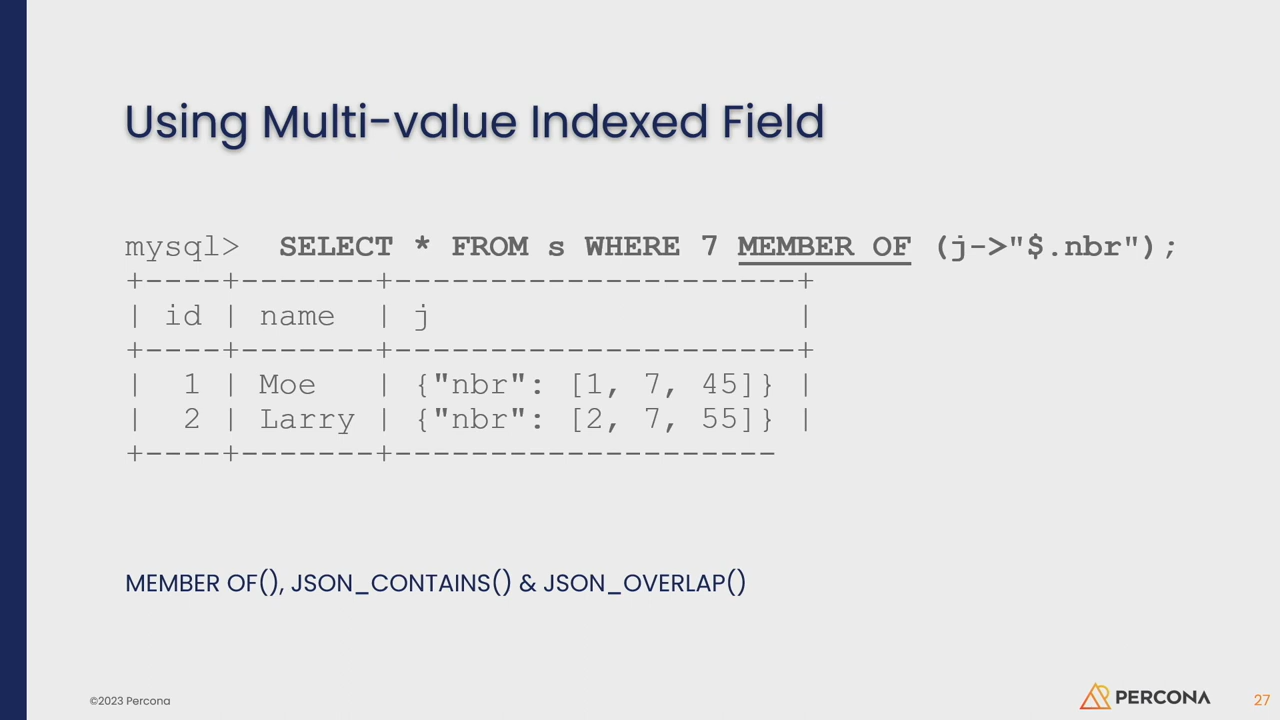 Using Multi-value Indexed Field
mysql>  SELECT * FROM s WHERE 7 MEMBER OF (j->"$.nbr");
+----+-------+---------------------+
| id | name  | j                   |
+----+-------+---------------------+
|  1 | Moe   | {"nbr": [1, 7, 45]} |
|  2 | Larry | {"nbr": [2, 7, 55]} |
+----+-------+--------------------
MEMBER OF(), JSON_CONTAINS() & JSON_OVERLAP()
©2023 Percona
PERCONA
27